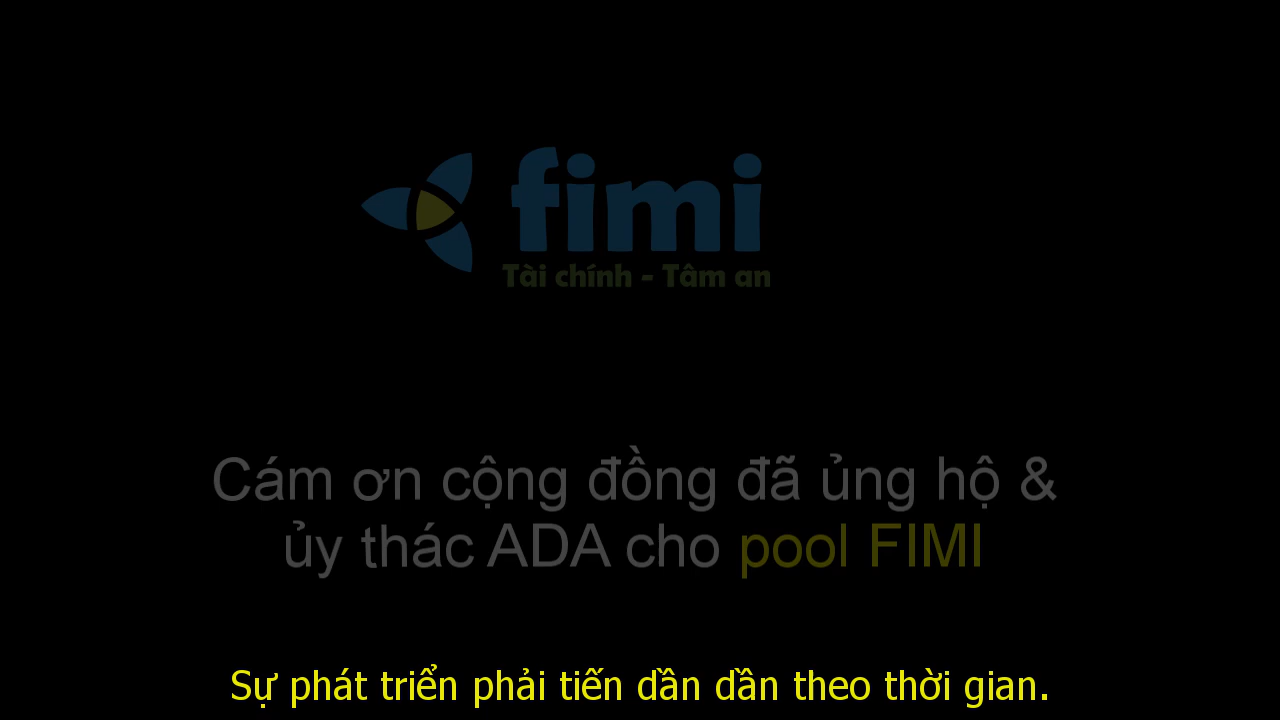 fimi
Tài chính - Tâm an
Cám ơn cộng đồng đã ủng hộ &
ủy thác ADA cho pool FIMI
Sự phát triển phải tiến dần dần theo thời gian.